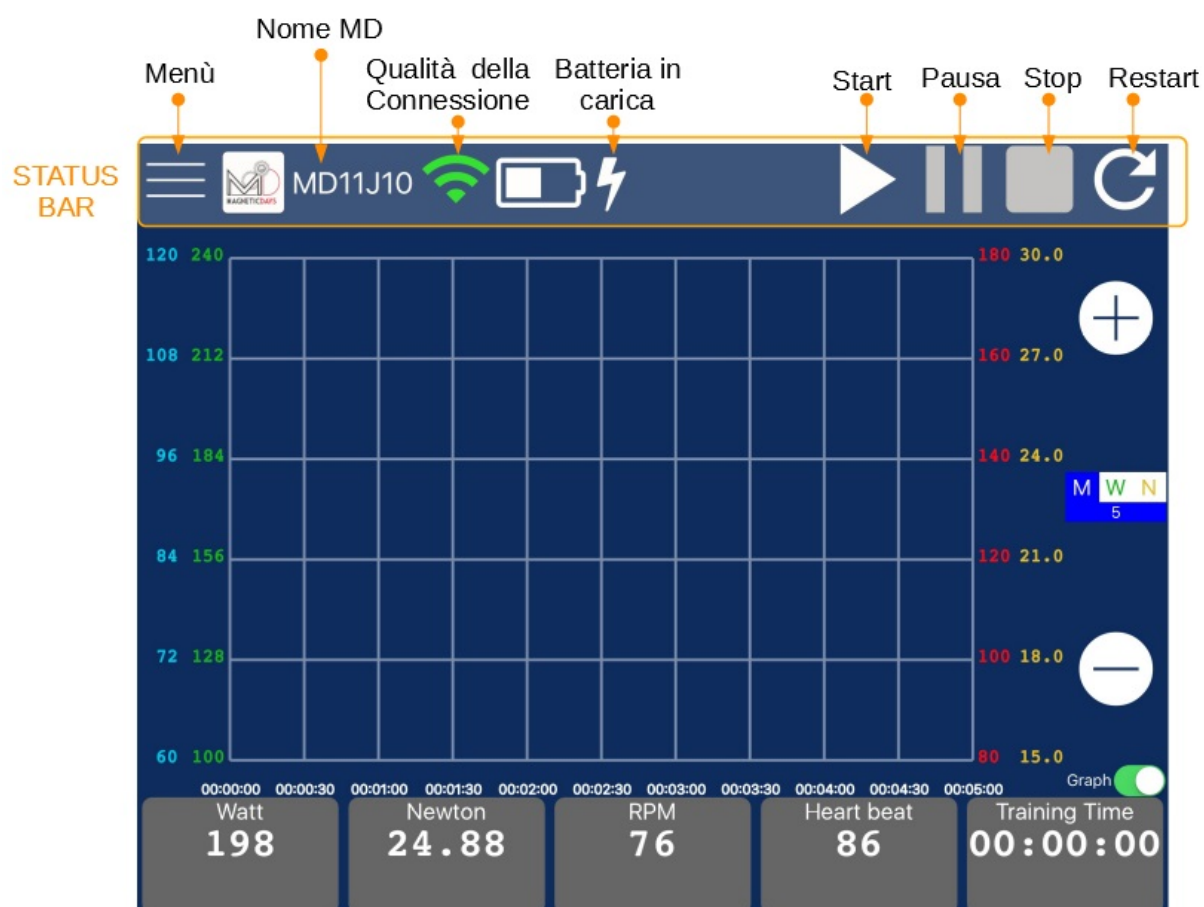 Nome MD
Menù
Qualità della
Connessione
Batteria in
carica
Start
Pausa
Stop
Restart
STATUS
BAR
MD
MAGNETICDAYS
MD11J10
120 240 180 30.0
108 212 160 27.0
96 184 140 24.0
M W N
5
84 156 120 21.0
72 128 100 18.0
60 100 80 15.0
Graph
00:00:00 00:00:30 00:01:00 00:01:30 00:02:00 00:02:30 00:03:00 00:03:30 00:04:00 00:04:30 00:05:00
Watt Newton RPM Heart beat Training Time
198 24.88 76 86 00:00:00